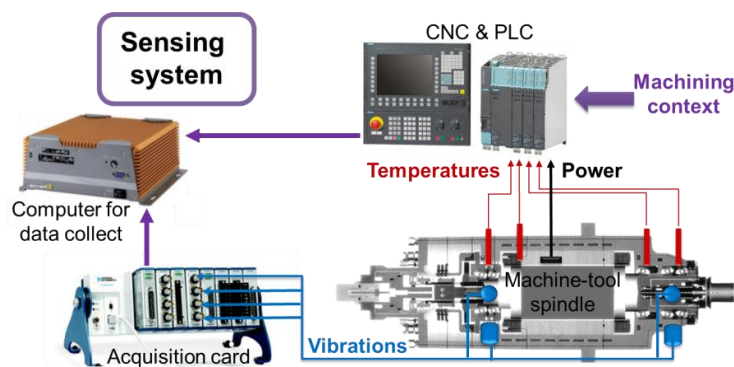 Sensing
system
CNC & PLC
Machining
context
Temperatures
Power
Computer for
data collect
Machine-tool
spindle
Acquisition card
Vibrations